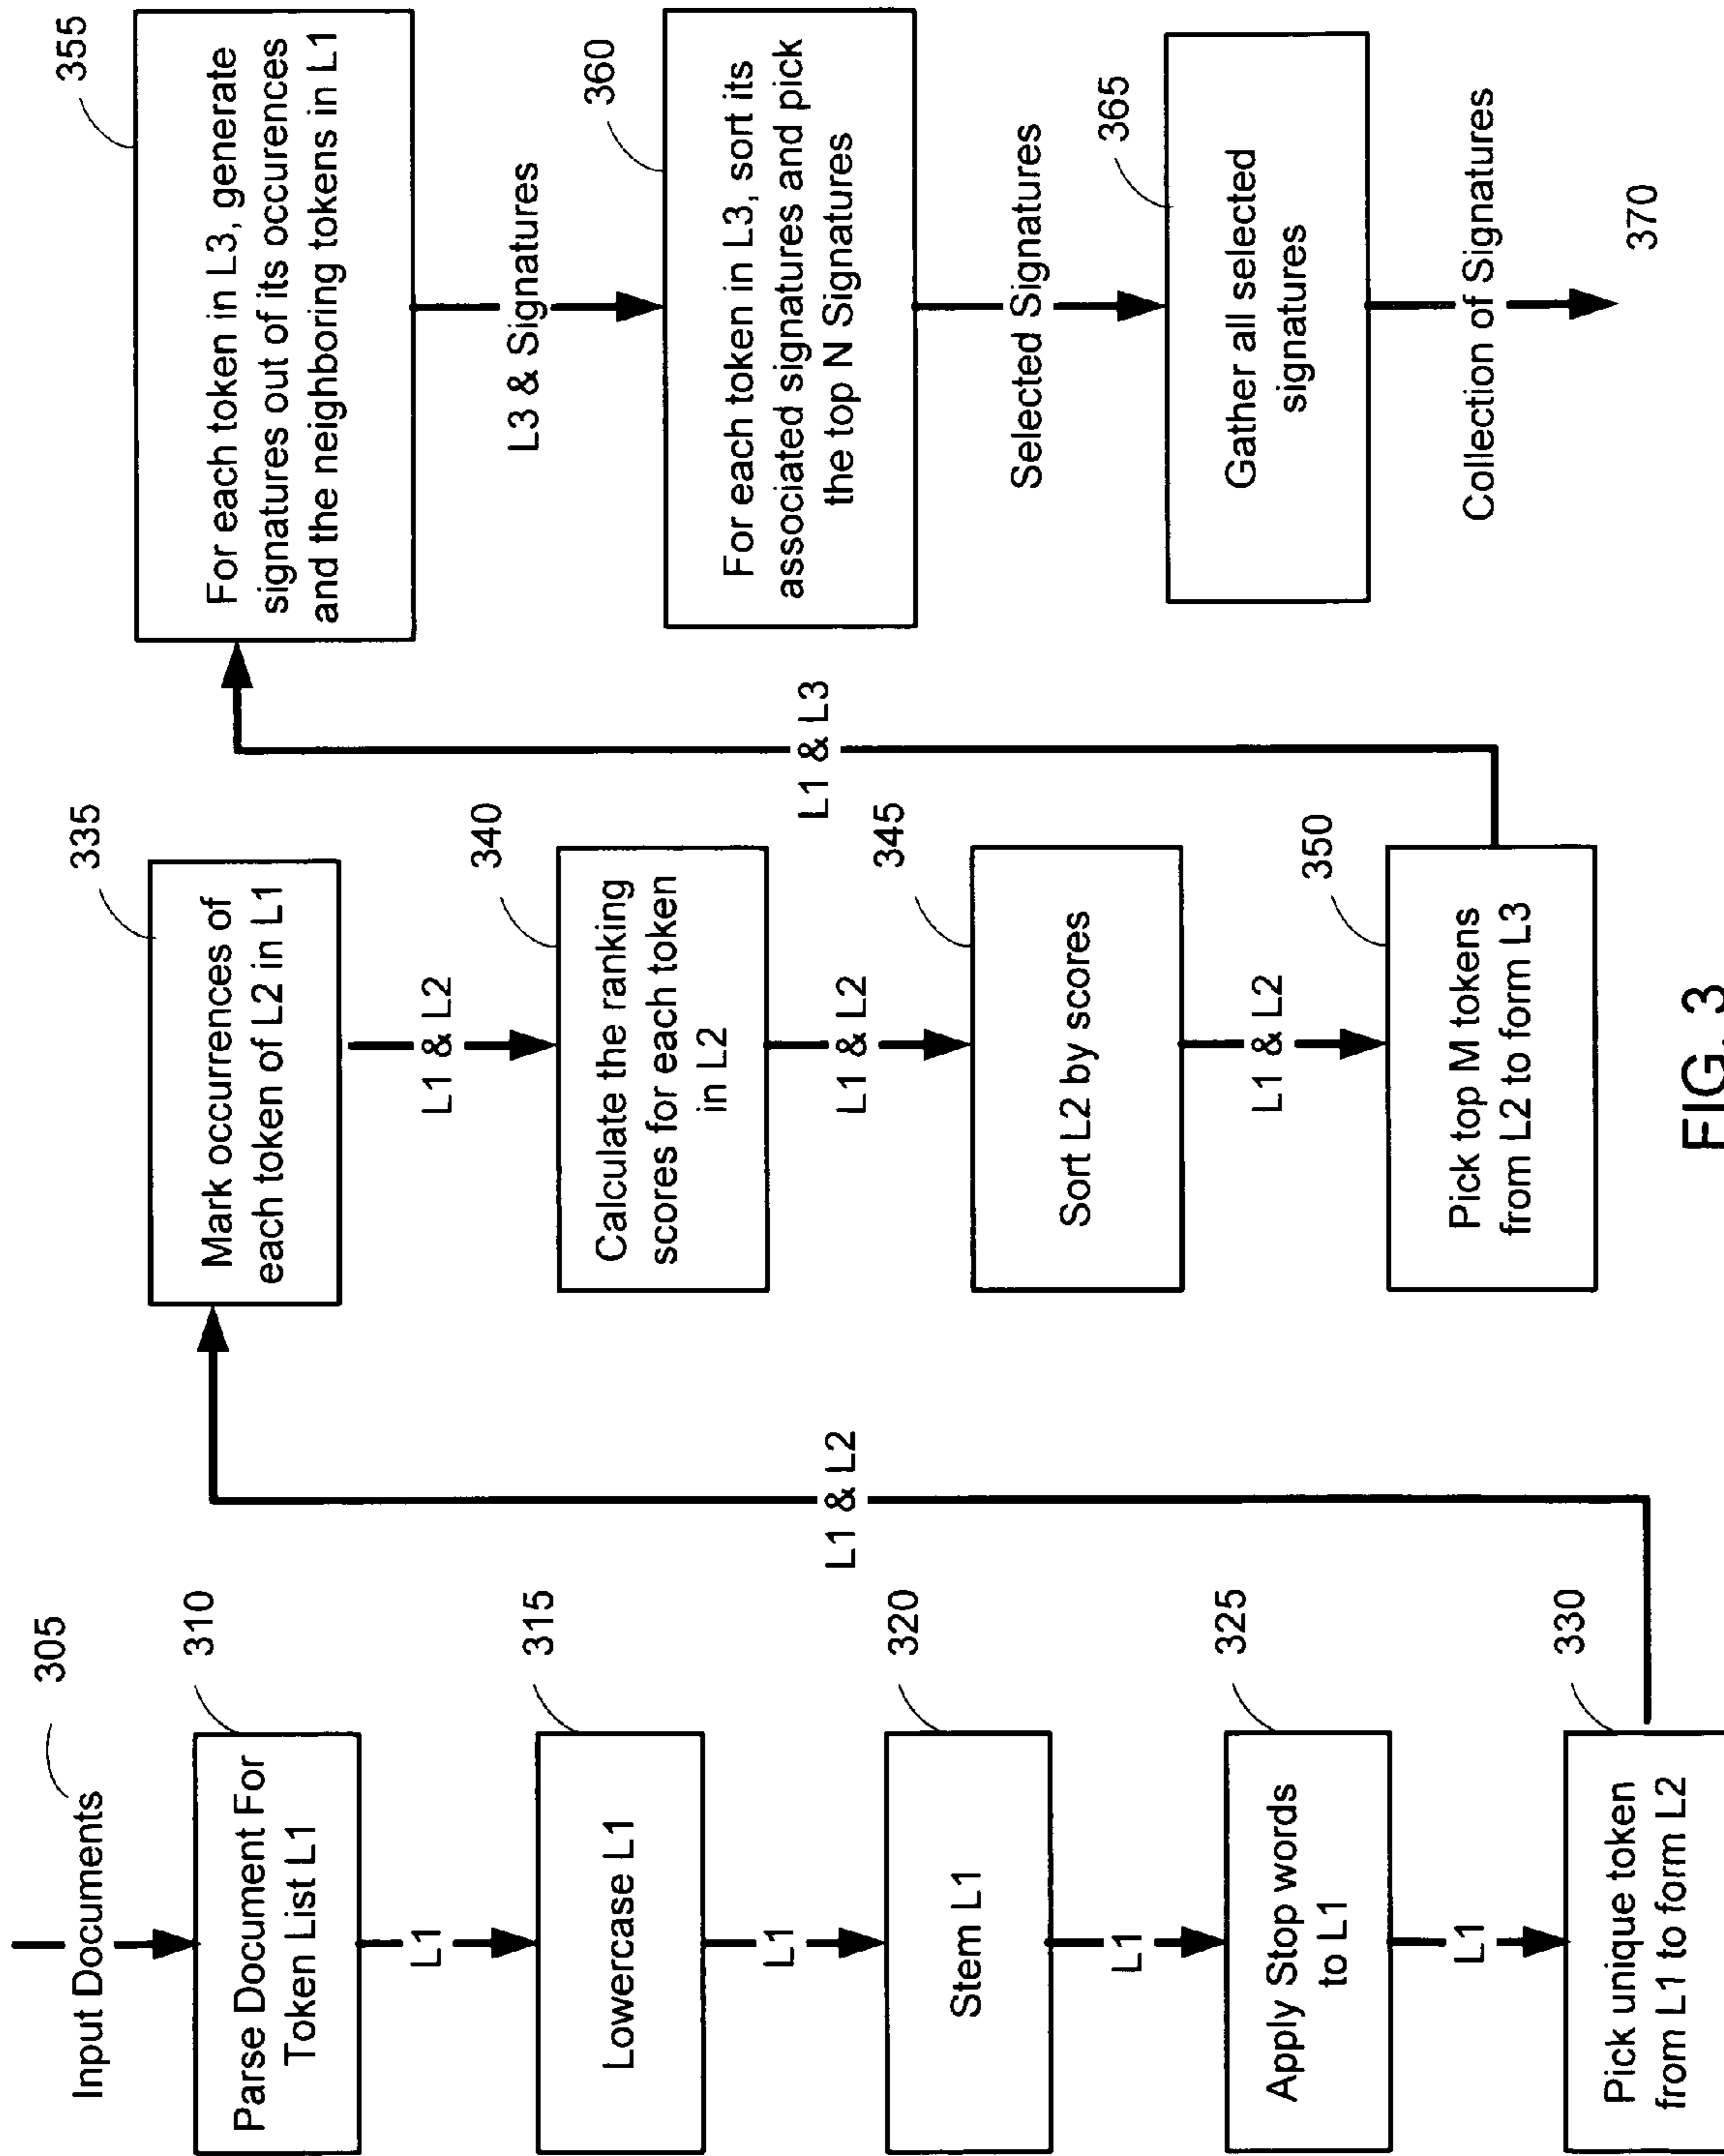 Input Documents
305
310
Parse Document For
Token List L1
L1
315
Lowercase L1
L1
320
Stem L1
L1
325
Apply Stop words
to L1
L1
330
Pick unique token
from L1 to form L2
L1 & L2
335
Mark occurrences of
each token of L2 in L1
L1 & L2
340
Calculate the ranking
scores for each token
in L2
L1 & L2
345
Sort L2 by scores
L1 & L2
350
Pick top M tokens
from L2 to form L3
L1 & L3
355
For each token in L3, generate
signatures out of its occurences
and the neighboring tokens in L1
L3 & Signatures
360
For each token in L3, sort its
associated signatures and pick
the top N Signatures
Selected Signatures
365
Gather all selected
signatures
Collection of Signatures
370
FIG. 3